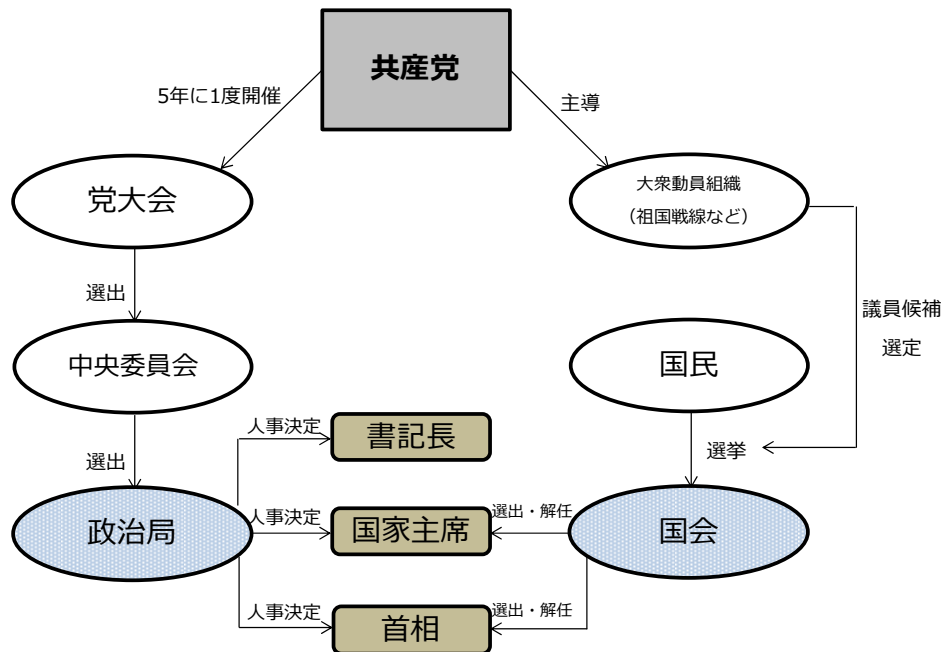 共産党
5年に1度開催
主導
党大会
大衆動員組織
（祖国戦線など）
選出
議員候補
選定
中央委員会
国民
人事決定
書記長
選出
選挙
政治局
人事決定
国家主席
選出・解任
国会
人事決定
首相
選出・解任